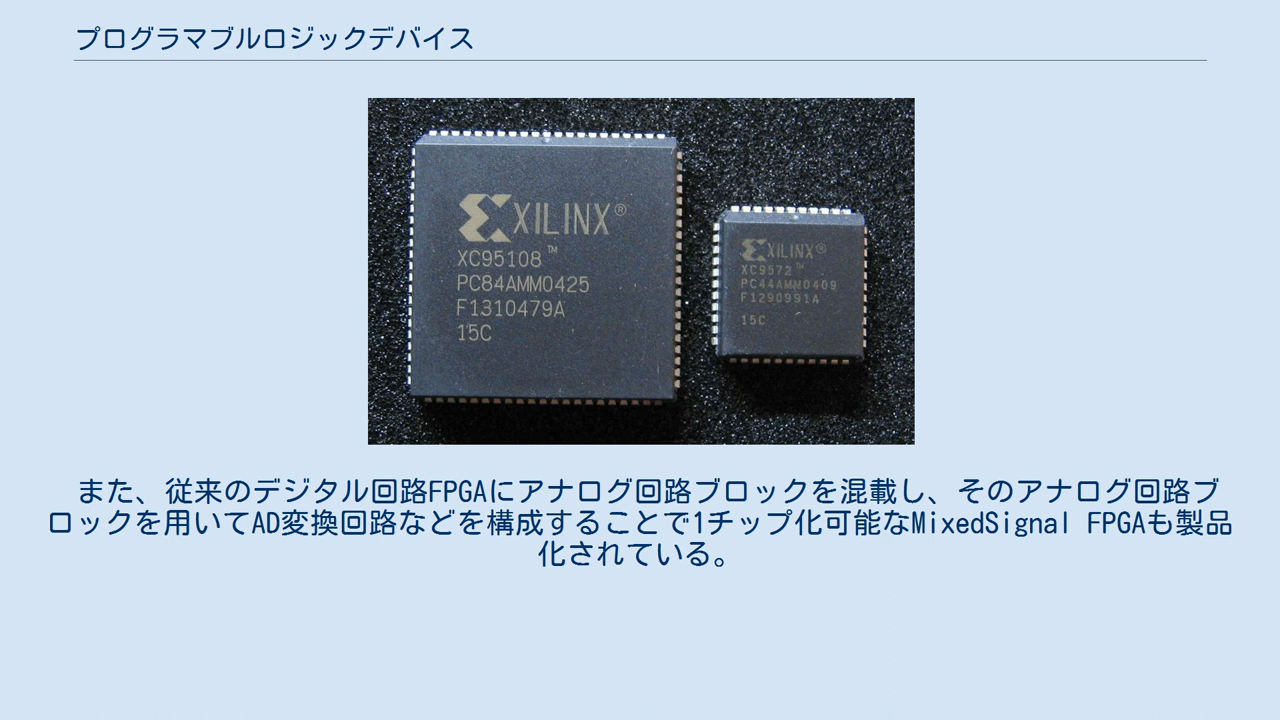 プログラマブルロジックデバイス
XILINX®
XC95108™
PC84AMM0425
F1310479A
15C
XILINX®
XC9572™
PC44AMM0409
F1290991A
15C
また、従来のデジタル回路FPGAにアナログ回路ブロックを混載し、そのアナログ回路ブ
ロックを用いてAD変換回路などを構成することで1チップ化可能なMixedSignal FPGAも製品
化されている。